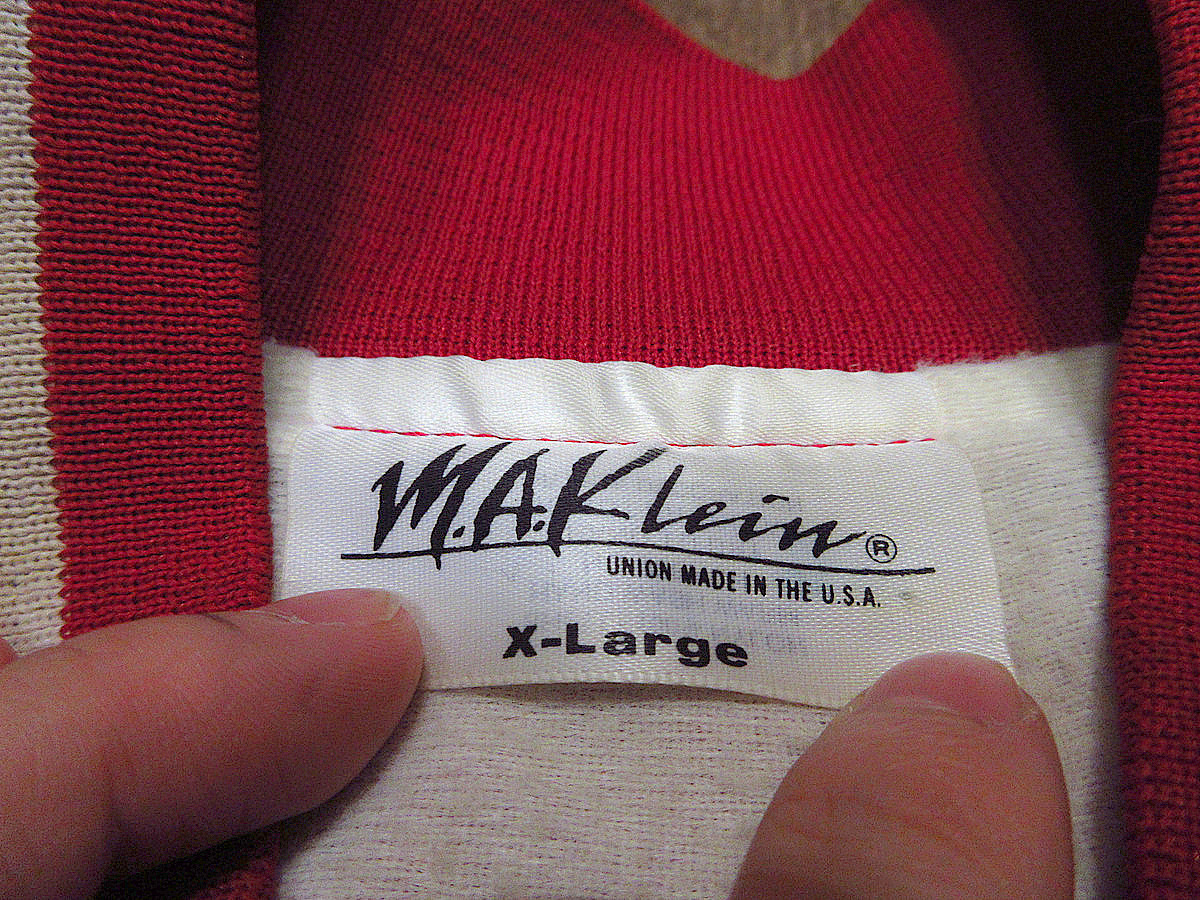 M.A.Klein®
UNION MADE IN THE U.S.A.
X-Large